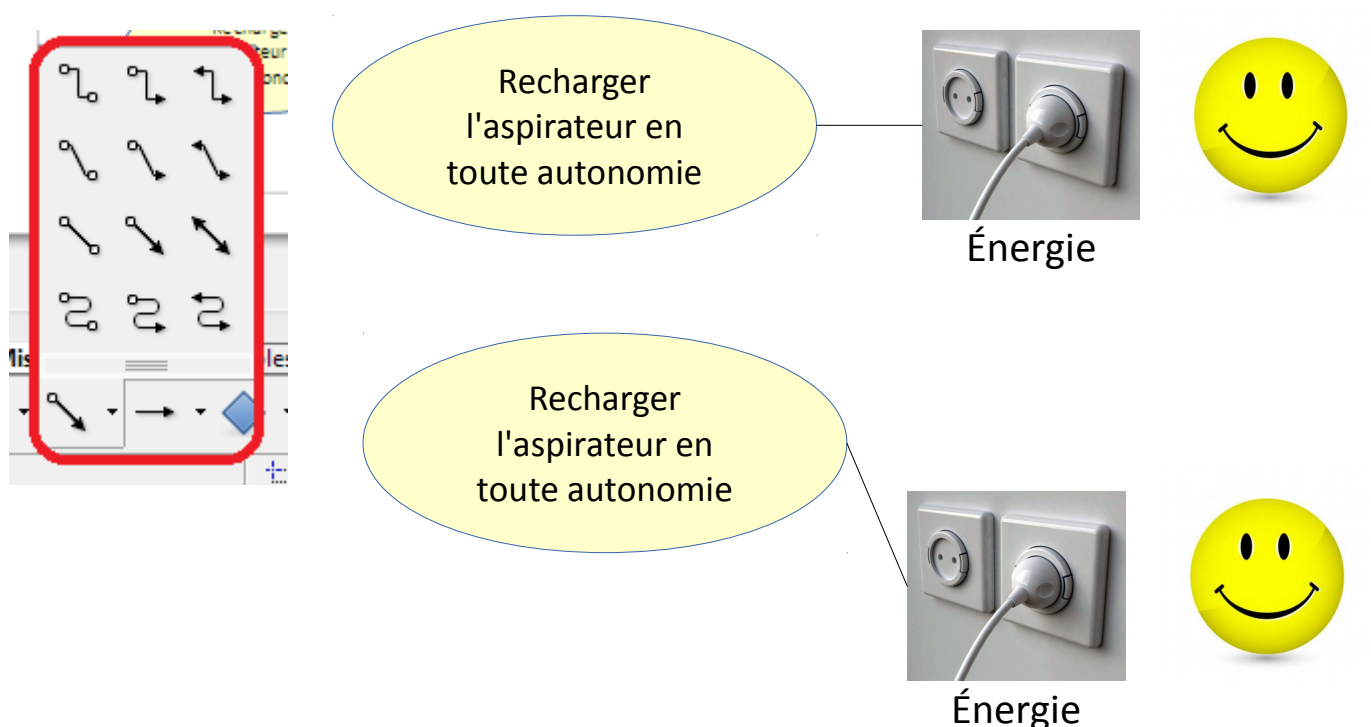 Recharger
l'aspirateur en
toute autonomie
Énergie
Recharger
l'aspirateur en
toute autonomie
Énergie